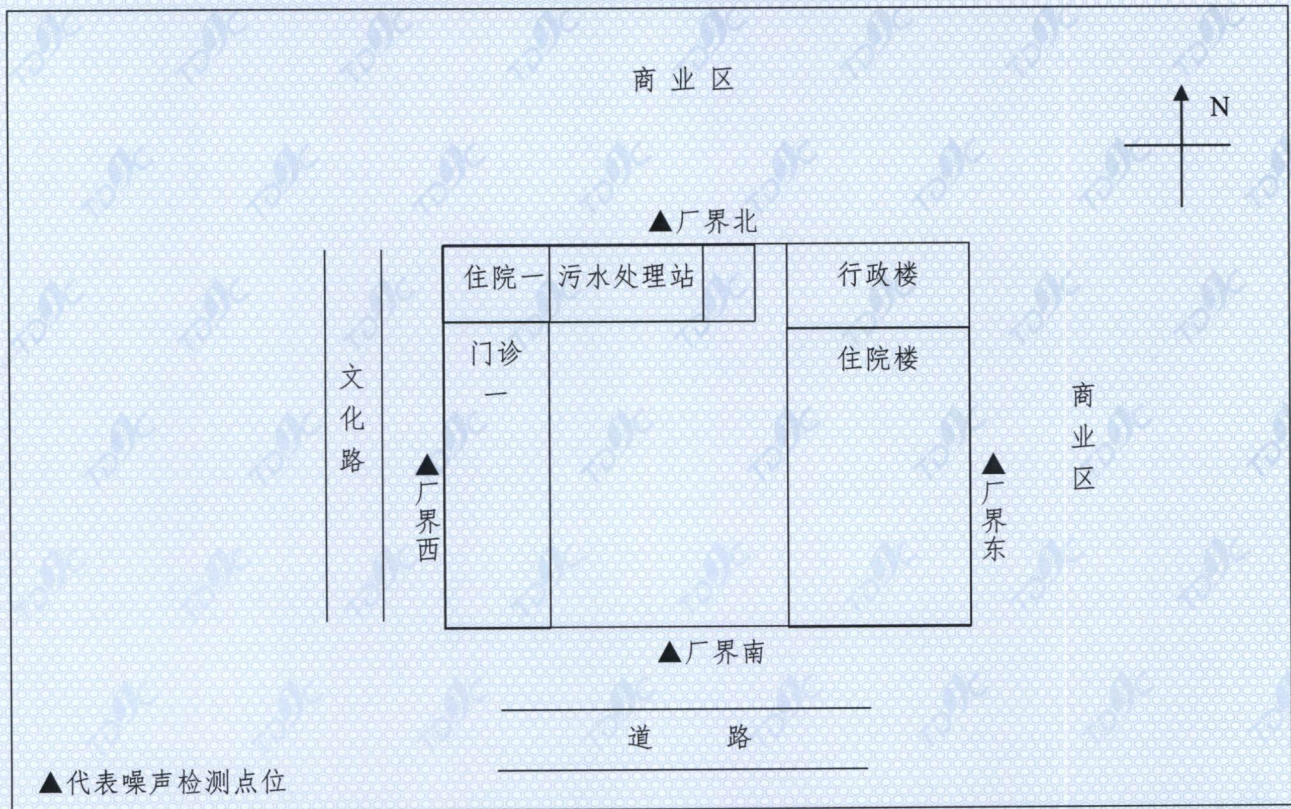 商业区
N
▲厂界北
住院一
污水处理站
行政楼
门诊一
住院楼
文化路
商业区
▲厂界西
▲厂界东
▲厂界南
道路
▲代表噪声检测点位